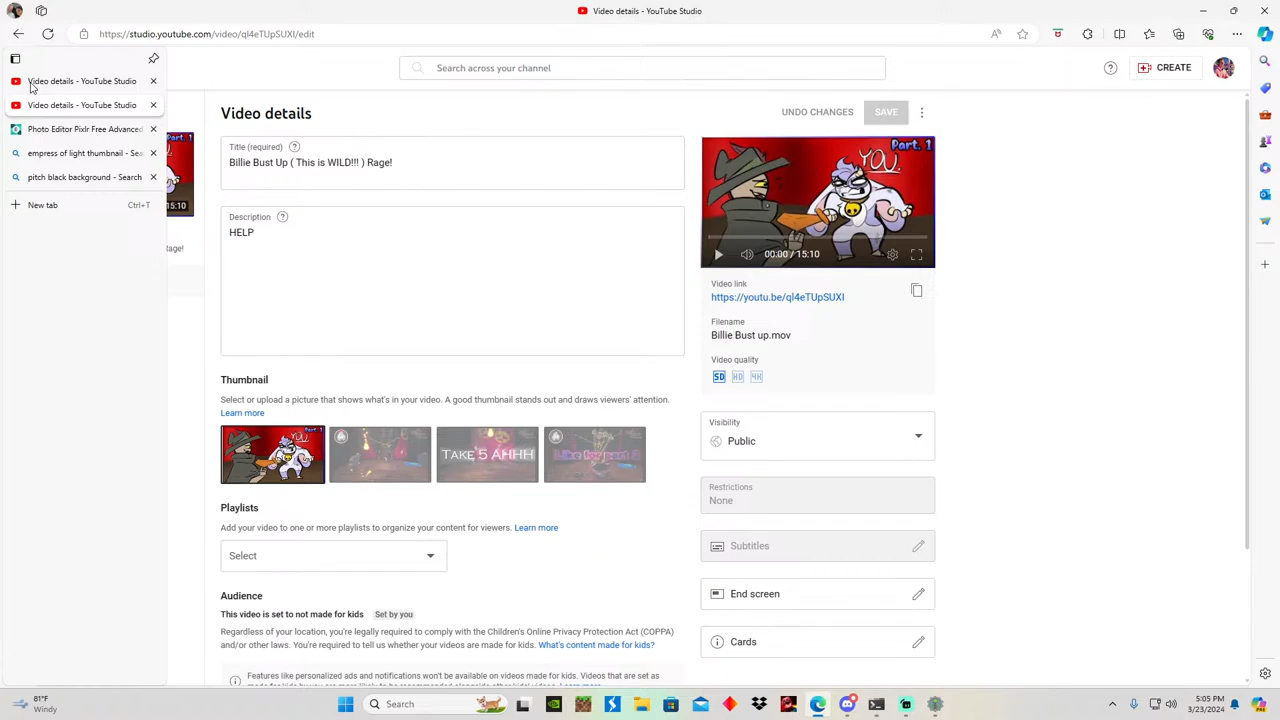 Video details - YouTube Studio
https://studio.youtube.com/video/ql4eTUpSUXI/edit
Video details - YouTube Studio
Video details - YouTube Studio
Photo Editor Pixlr Free Advanced
empress of light thumbnail - Sea
pitch black background - Search
New tab
Ctrl+T
15:10
Rage!
Search across your channel
CREATE
Video details
UNDO CHANGES
SAVE
Title (required)
Billie Bust Up ( This is WILD!!! ) Rage!
Description
HELP
Thumbnail
Select or upload a picture that shows what's in your video. A good thumbnail stands out and draws viewers' attention.
Learn more
Part. 1
YOU.
TAKE 5 AHHH
Like for part 2
Playlists
Add your video to one or more playlists to organize your content for viewers. Learn more
Select
Audience
This video is set to not made for kids
Set by you
Regardless of your location, you're legally required to comply with the Children's Online Privacy Protection Act (COPPA)
and/or other laws. You're required to tell us whether your videos are made for kids. What's content made for kids?
Features like personalized ads and notifications won't be available on videos made for kids. Videos that are set as
Part. 1
YOU.
00:00 / 15:10
Video link
https://youtu.be/ql4eTUpSUXI
Filename
Billie Bust up.mov
Video quality
SD HD 4K
Visibility
Public
Restrictions
None
Subtitles
End screen
Cards
81°F
Windy
Search
5:05 PM
3/23/2024